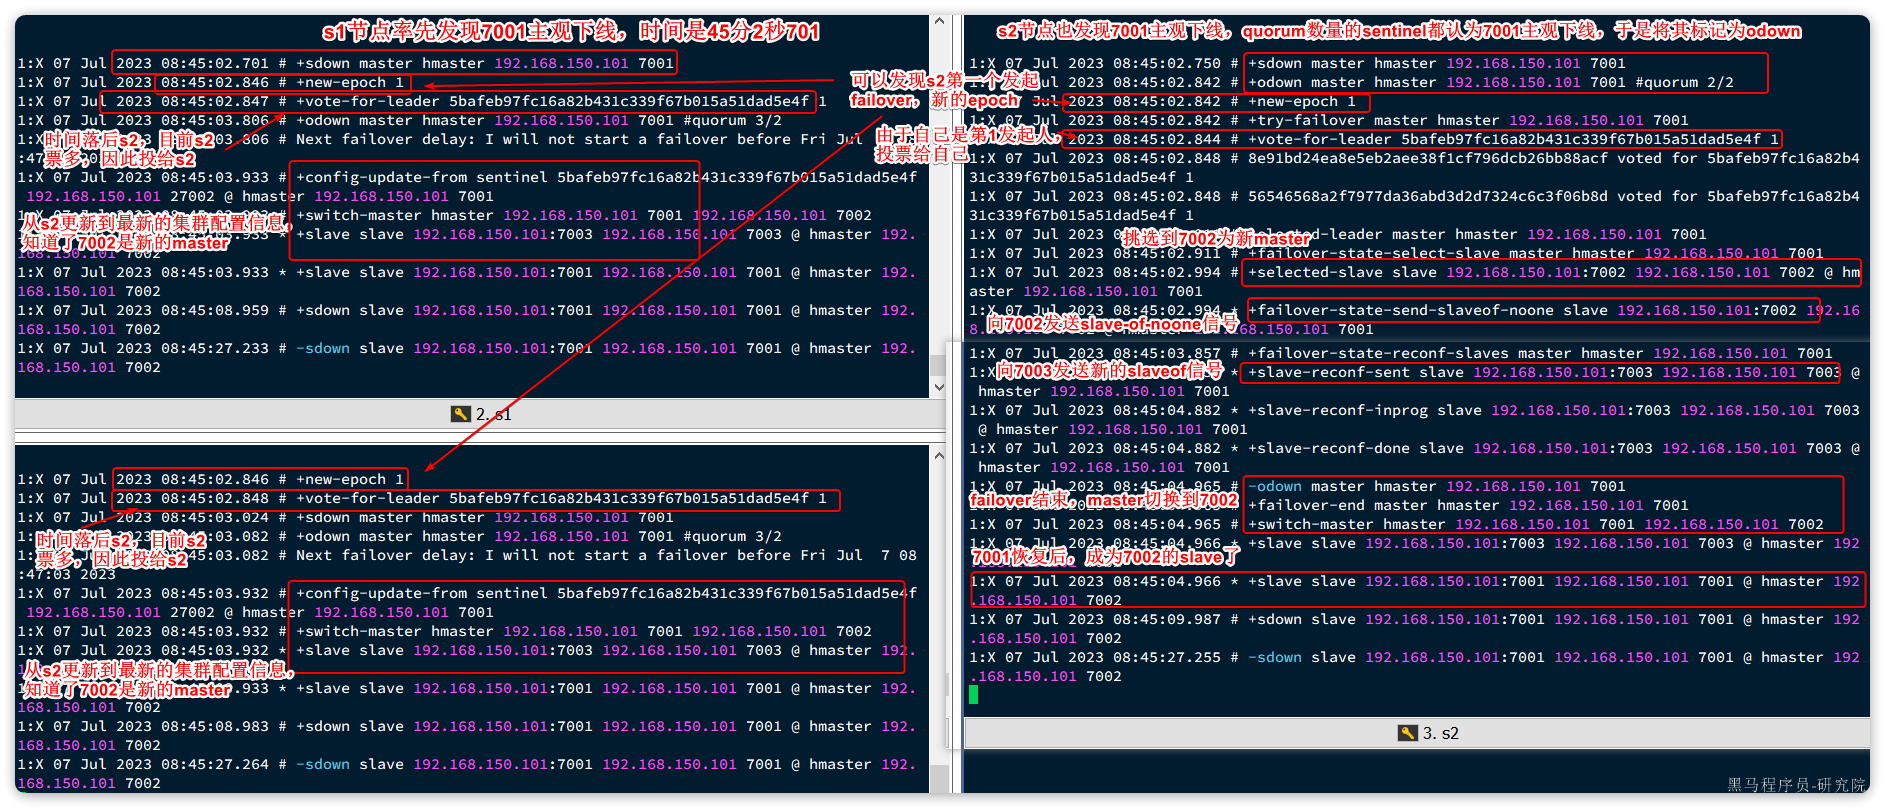 s1节点率先发现7001主观下线，时间是45分2秒701
1:X 07 Jul 2023 08:45:02.701 # +sdown master hmaster 192.168.150.101 7001
1:X 07 Jul 2023 08:45:02.846 # +new-epoch 1
1:X 07 Jul 2023 08:45:02.847 # +vote-for-leader 5bafeb97fc16a82b431c339f67b015a51dad5e4f 1
45:03.806 # +odown master hmaster 192.168.150.101 7001 #quorum 3/2
时间落后s2，目前s2
票多，因此投给s2
.806 # Next failover delay: I will not start a failover before Fri Jul
:47:03 2023
1:X 07 Jul 2023 08:45:03.933 # +config-update-from sentinel 5bafeb97fc16a82b431c339f67b015a51dad5e4f
192.168.150.101 27002 @ hmaster 192.168.150.101 7001
+switch-master hmaster 192.168.150.101 7001 192.168.150.101 7002
从s2更新到最新的集群配置信息，
知道了7002是新的master
.933 * +slave slave 192.168.150.101:7003 192.168.150.101 7003 @ hmaster 192.
168.150.101 7002
1:X 07 Jul 2023 08:45:03.933 * +slave slave 192.168.150.101:7001 192.168.150.101 7001 @ hmaster 192.
168.150.101 7002
1:X 07 Jul 2023 08:45:08.959 # +sdown slave 192.168.150.101:7001 192.168.150.101 7001 @ hmaster 192.
168.150.101 7002
1:X 07 Jul 2023 08:45:27.233 # -sdown slave 192.168.150.101:7001 192.168.150.101 7001 @ hmaster 192.
168.150.101 7002
2. s1
1:X 07 Jul 2023 08:45:02.846 # +new-epoch 1
1:X 07 Jul 2023 08:45:02.848 # +vote-for-leader 5bafeb97fc16a82b431c339f67b015a51dad5e4f 1
1:X 07 Jul 2023 08:45:03.024 # +sdown master hmaster 192.168.150.101 7001
45:03.082 # +odown master hmaster 192.168.150.101 7001 #quorum 3/2
时间落后s2，目前s2
票多，因此投给s2
45:03.082 # Next failover delay: I will not start a failover before Fri Jul  7 08
:47:03 2023
1:X 07 Jul 2023 08:45:03.932 # +config-update-from sentinel 5bafeb97fc16a82b431c339f67b015a51dad5e4f
192.168.150.101 27002 @ hmaster 192.168.150.101 7001
1:X 07 Jul 2023 08:45:03.932 # +switch-master hmaster 192.168.150.101 7001 192.168.150.101 7002
1:X 07 Jul 2023 08:45:03.932 * +slave slave 192.168.150.101:7003 192.168.150.101 7003 @ hmaster 192.
从s2更新到最新的集群配置信息，
知道了7002是新的master
.933 * +slave slave 192.168.150.101:7001 192.168.150.101 7001 @ hmaster 192.
168.150.101 7002
1:X 07 Jul 2023 08:45:08.983 # +sdown slave 192.168.150.101:7001 192.168.150.101 7001 @ hmaster 192.
168.150.101 7002
1:X 07 Jul 2023 08:45:27.264 # -sdown slave 192.168.150.101:7001 192.168.150.101 7001 @ hmaster 192.
168.150.101 7002
可以发现s2第一个发起
failover，新的epoch
由于自己是第1发起人，
投票给自己
s2节点也发现7001主观下线，quorum数量的sentinel都认为7001主观下线，于是将其标记为odown
1:X 07 Jul 2023 08:45:02.750 # +sdown master hmaster 192.168.150.101 7001
2023 08:45:02.842 # +odown master hmaster 192.168.150.101 7001 #quorum 2/2
Jul 2023 08:45:02.842 # +new-epoch 1
2023 08:45:02.842 # +try-failover master hmaster 192.168.150.101 7001
2023 08:45:02.844 # +vote-for-leader 5bafeb97fc16a82b431c339f67b015a51dad5e4f 1
1:X 07 Jul 2023 08:45:02.848 # 8e91bd24ea8e5eb2aee38f1cf796dcb26bb88acf voted for 5bafeb97fc16a82b4
31c339f67b015a51dad5e4f 1
1:X 07 Jul 2023 08:45:02.848 # 56546568a2f7977da36abd3d2d7324c6c3f06b8d voted for 5bafeb97fc16a82b4
31c339f67b015a51dad5e4f 1
1:X 07 Jul 2023 08:45 -leader master hmaster 192.168.150.101 7001
挑选到7002为新master
1:X 07 Jul 2023 08:45:02.911 # +failover-state-select-slave master hmaster 192.168.150.101 7001
1:X 07 Jul 2023 08:45:02.994 # +selected-slave slave 192.168.150.101:7002 192.168.150.101 7002 @ hm
aster 192.168.150.101 7001
1:X 07 Jul 2023 08:45:02.994 * +failover-state-send-slaveof-noone slave 192.168.150.101:7002 192.16
向7002发送slave-of-noone信号
.168.150.101 7001
1:X 07 Jul 2023 08:45:03.857 # +failover-state-reconf-slaves master hmaster 192.168.150.101 7001
向7003发送新的slaveof信号
* +slave-reconf-sent slave 192.168.150.101:7003 192.168.150.101 7003 @
hmaster 192.168.150.101 7001
1:X 07 Jul 2023 08:45:04.882 * +slave-reconf-inprog slave 192.168.150.101:7003 192.168.150.101 7003
@ hmaster 192.168.150.101 7001
1:X 07 Jul 2023 08:45:04.882 * +slave-reconf-done slave 192.168.150.101:7003 192.168.150.101 7003 @
hmaster 192.168.150.101 7001
1:X 07 Jul 2023 08:45:04.965 # -odown master hmaster 192.168.150.101 7001
failover结束，master切换到7002
+failover-end master hmaster 192.168.150.101 7001
1:X 07 Jul 2023 08:45:04.965 # +switch-master hmaster 192.168.150.101 7001 192.168.150.101 7002
1:X 07 Jul 2023 08:45:04.966 * +slave slave 192.168.150.101:7003 192.168.150.101 7003 @ hmaster 192
7001恢复后，成为7002的slave了
1:X 07 Jul 2023 08:45:04.966 * +slave slave 192.168.150.101:7001 192.168.150.101 7001 @ hmaster 192
.168.150.101 7002
1:X 07 Jul 2023 08:45:09.987 # +sdown slave 192.168.150.101:7001 192.168.150.101 7001 @ hmaster 192
.168.150.101 7002
1:X 07 Jul 2023 08:45:27.255 # -sdown slave 192.168.150.101:7001 192.168.150.101 7001 @ hmaster 192
.168.150.101 7002
3. s2
黑马程序员-研究院